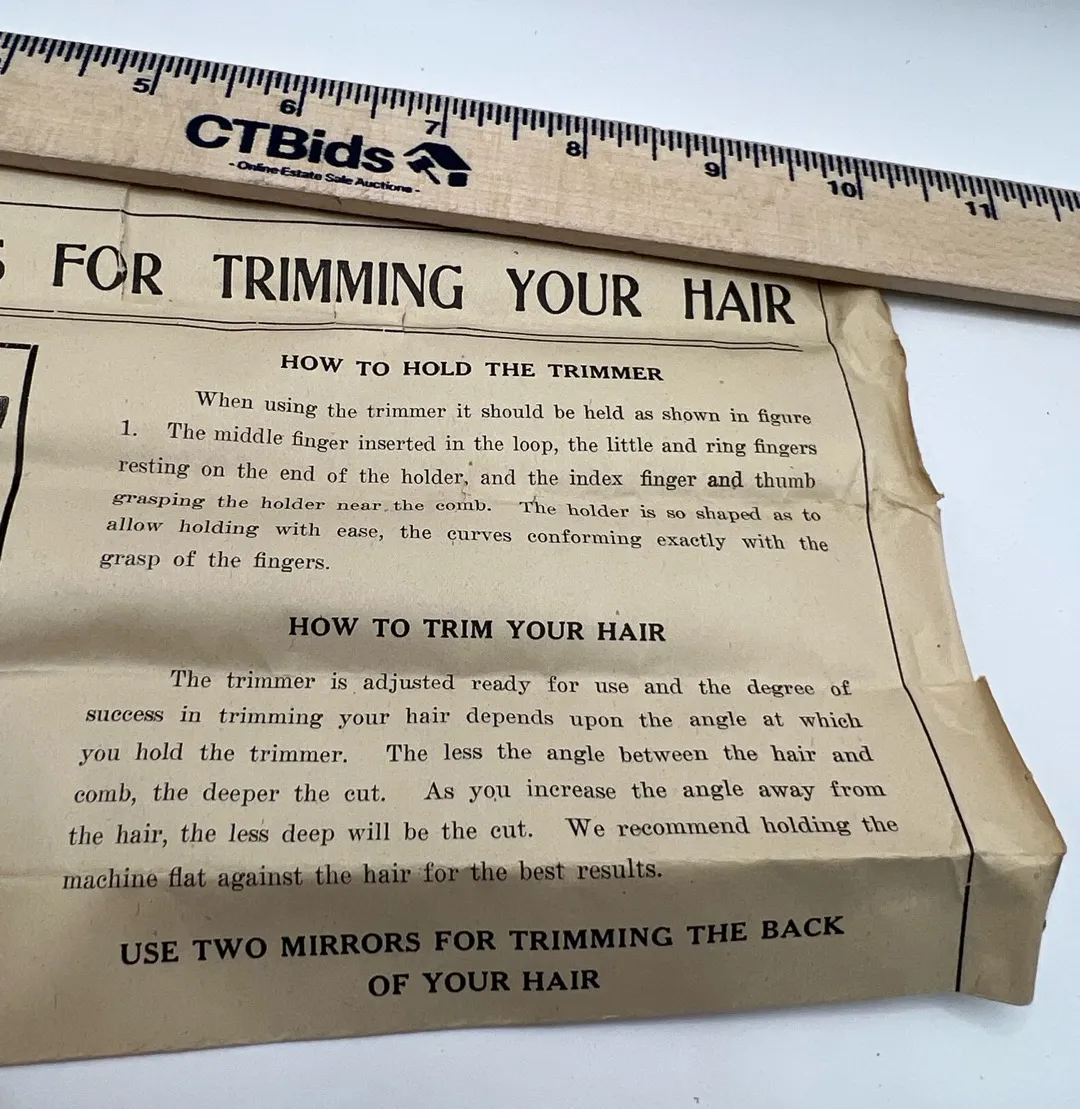 5 6 7 8 9 10 11
CTBids
- Online Estate Sale Auctions -
S FOR TRIMMING YOUR HAIR
HOW TO HOLD THE TRIMMER
When using the trimmer it should be held as shown in figure
1. The middle finger inserted in the loop, the little and ring fingers
resting on the end of the holder, and the index finger and thumb
grasping the holder near the comb. The holder is so shaped as to
allow holding with ease, the curves conforming exactly with the
grasp of the fingers.
HOW TO TRIM YOUR HAIR
The trimmer is adjusted ready for use and the degree of
success in trimming your hair depends upon the angle at which
you hold the trimmer. The less the angle between the hair and
comb, the deeper the cut. As you increase the angle away from
the hair, the less deep will be the cut. We recommend holding the
machine flat against the hair for the best results.
USE TWO MIRRORS FOR TRIMMING THE BACK
OF YOUR HAIR